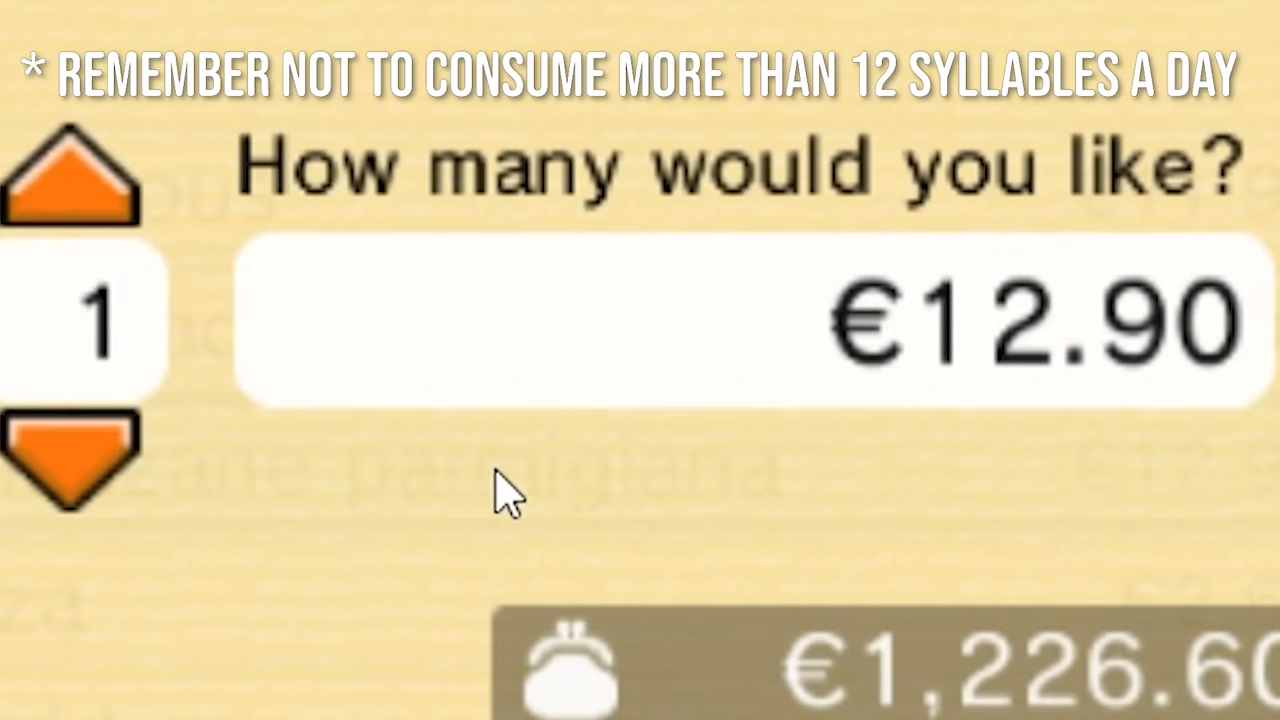 * REMEMBER NOT TO CONSUME MORE THAN 12 SYLLABLES A DAY
How many would you like?
1
€12.90
parmigiana
€1,226.60